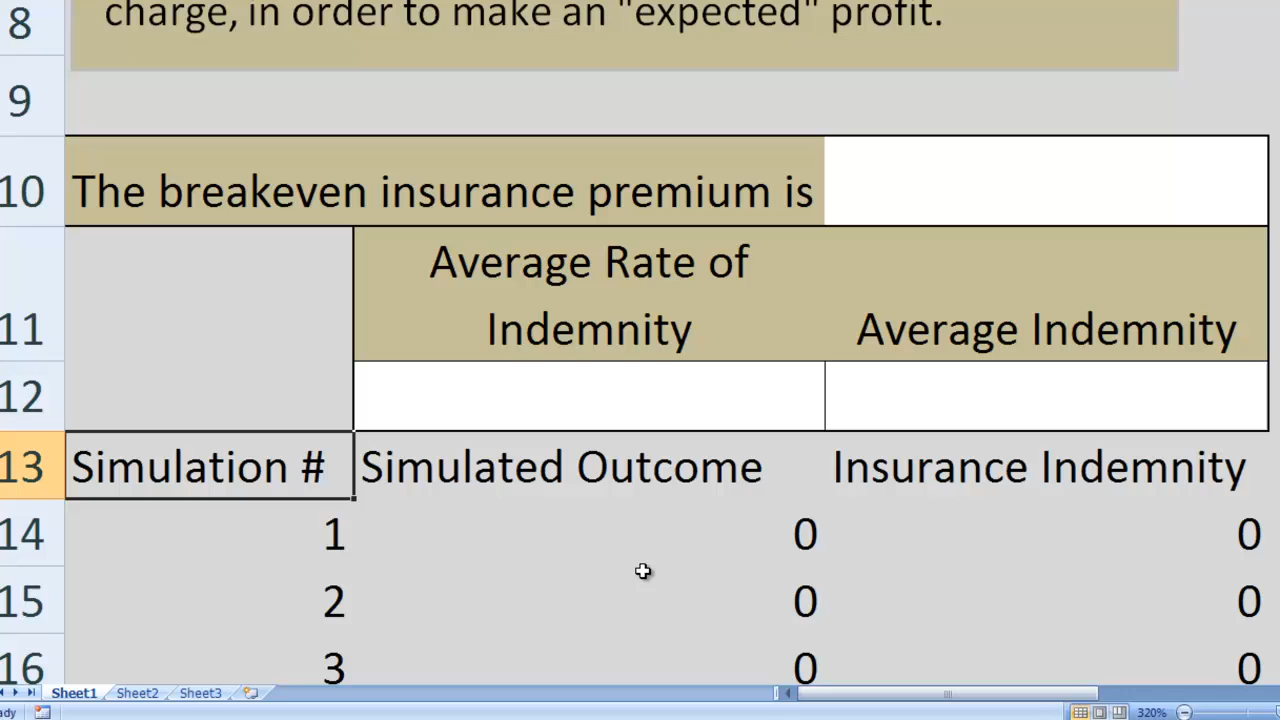 8
charge, in order to make an "expected" profit.
9
10
The breakeven insurance premium is
Average Rate of
Indemnity
Average Indemnity
11
12
13
Simulation #
Simulated Outcome
Insurance Indemnity
14
1
0
0
15
2
0
0
16
3
0
0
Sheet1
Sheet2
Sheet3
ady
320%